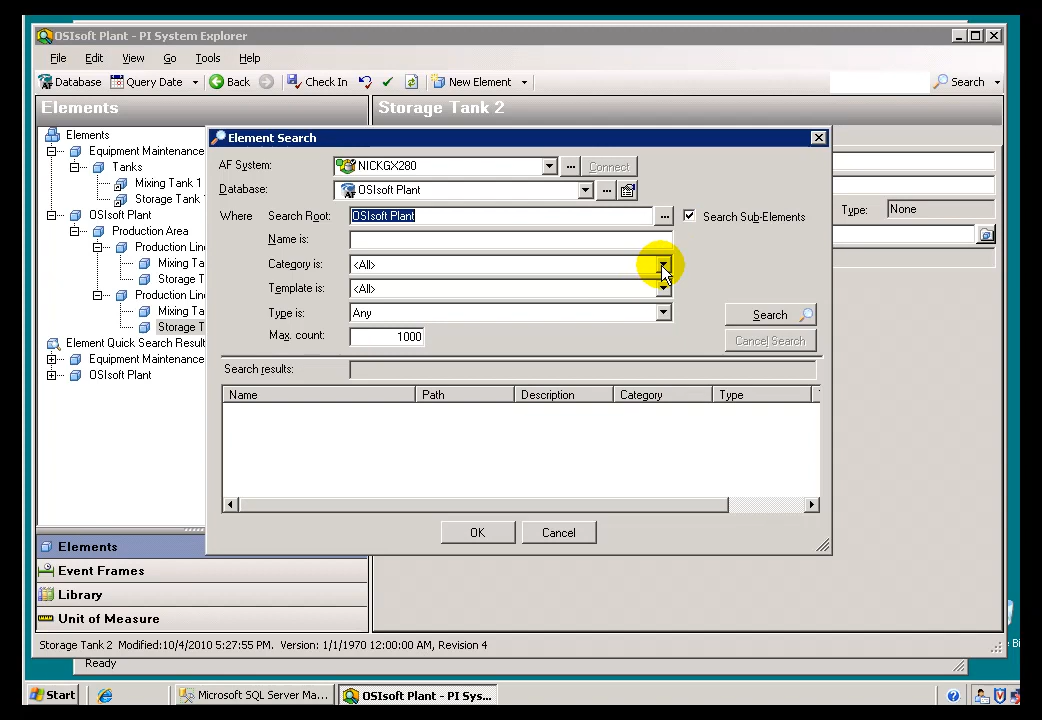 OSIsoft Plant - PI System Explorer
File Edit View Go Tools Help
Database Query Date Back Check In New Element Search
Elements
Storage Tank 2
Elements
Equipment Maintenance
Tanks
Mixing Tank 1
Storage Tank
OSIsoft Plant
Production Area
Production Line
Mixing Ta
Storage T
Production Line
Mixing Ta
Storage T
Element Quick Search Result
Equipment Maintenance
OSIsoft Plant
Element Search
AF System: NICKGX280 ... Connect
Database: OSIsoft Plant ...
Where Search Root: OSIsoft Plant ... Search Sub-Elements
Name is:
Category is: <All>
Template is: <All>
Type is: Any
Max. count: 1000
Search
Cancel Search
Search results:
Name Path Description Category Type
OK Cancel
Type: None
Elements
Event Frames
Library
Unit of Measure
Storage Tank 2 Modified:10/4/2010 5:27:55 PM. Version: 1/1/1970 12:00:00 AM, Revision 4
Ready
Start Microsoft SQL Server Ma... OSIsoft Plant - PI Sys...